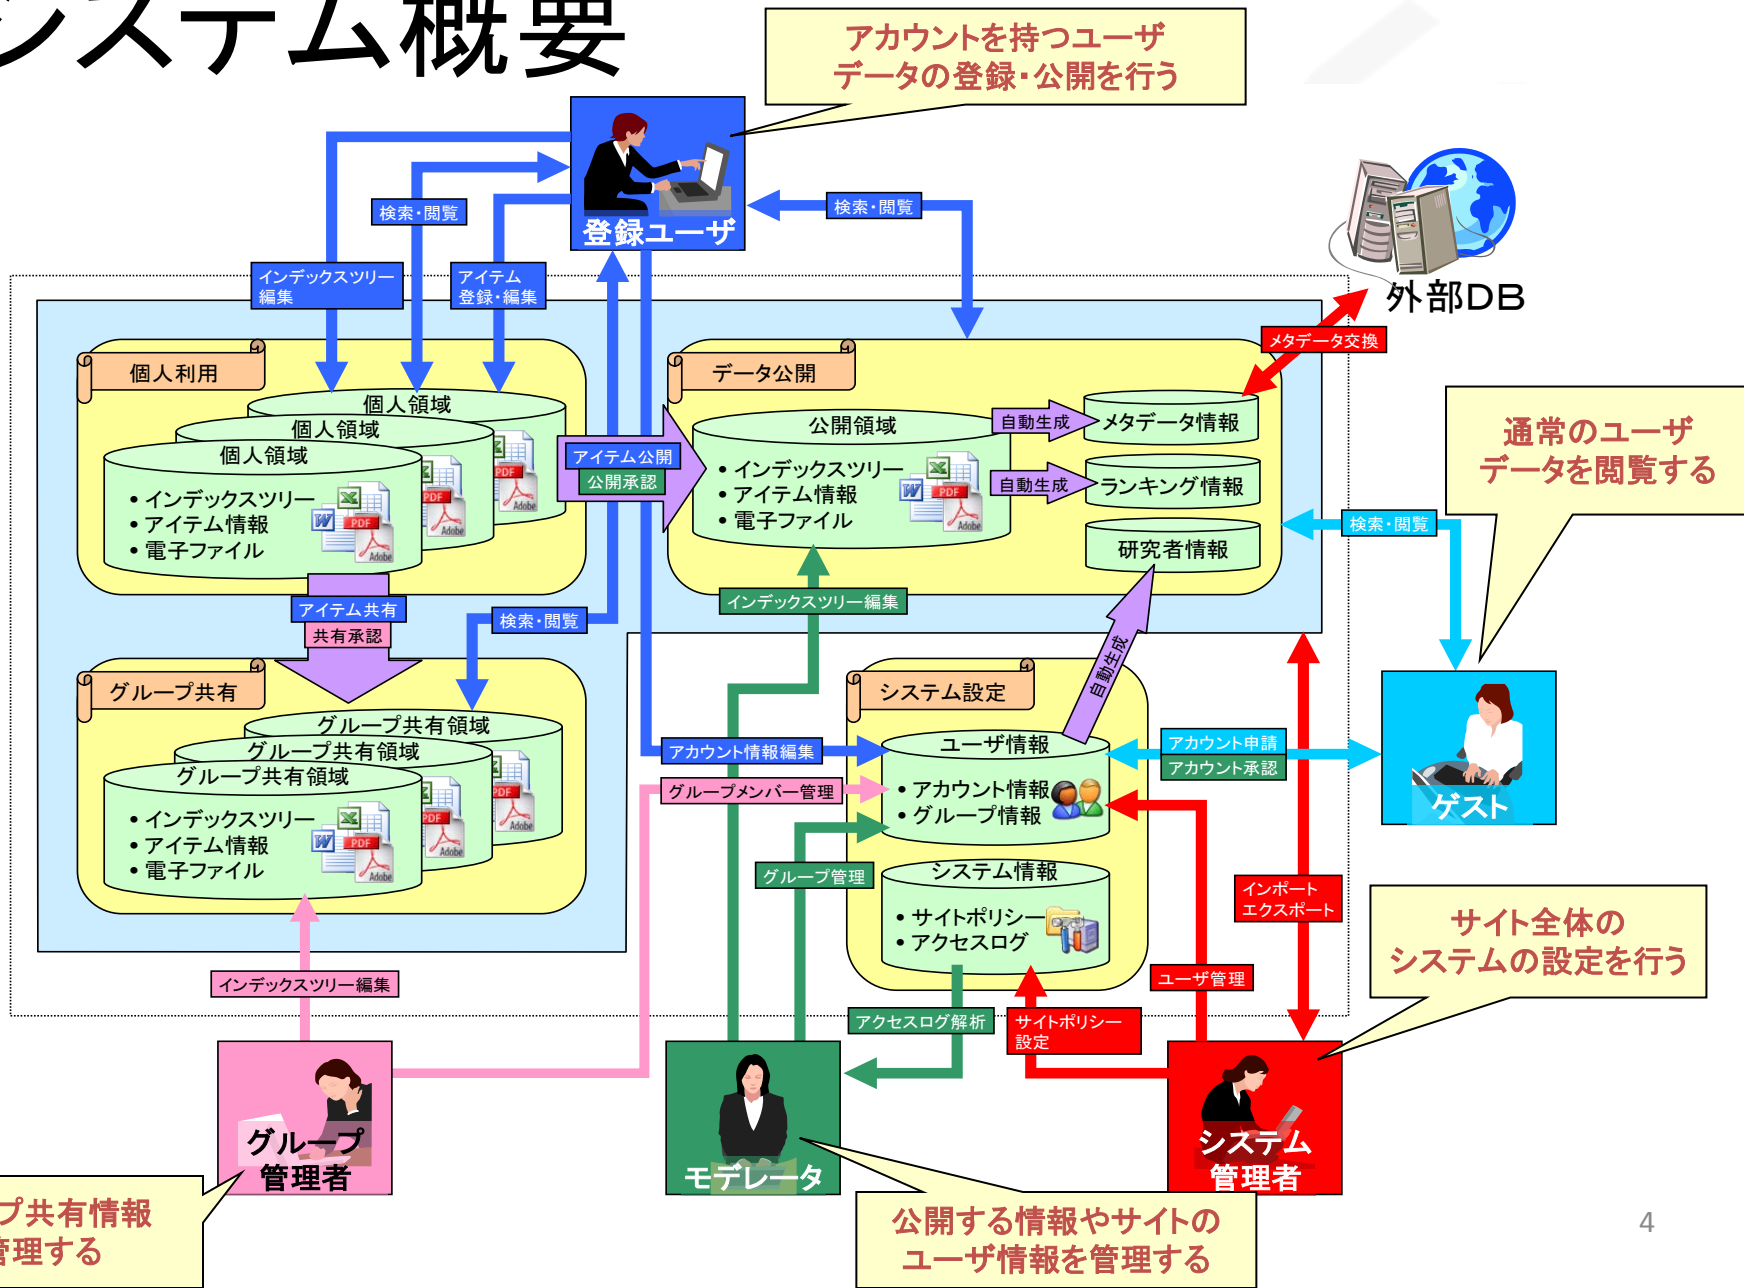 システム概要
アカウントを持つユーザ
データの登録・公開を行う
登録ユーザ
検索・閲覧
検索・閲覧
インデックスツリー
編集
アイテム
登録・編集
外部DB
メタデータ交換
個人利用
個人領域
個人領域
個人領域
• インデックスツリー
• アイテム情報
• 電子ファイル
アイテム公開
公開承認
データ公開
公開領域
• インデックスツリー
• アイテム情報
• 電子ファイル
自動生成
メタデータ情報
自動生成
ランキング情報
研究者情報
通常のユーザ
データを閲覧する
検索・閲覧
インデックスツリー編集
アイテム共有
共有承認
検索・閲覧
自動生成
グループ共有
グループ共有領域
グループ共有領域
グループ共有領域
• インデックスツリー
• アイテム情報
• 電子ファイル
システム設定
ユーザ情報
• アカウント情報
• グループ情報
アカウント情報編集
グループメンバー管理
グループ管理
アカウント申請
アカウント承認
ゲスト
システム情報
• サイトポリシー
• アクセスログ
インポート
エクスポート
サイト全体の
システムの設定を行う
インデックスツリー編集
ユーザ管理
アクセスログ解析
サイトポリシー
設定
グループ
管理者
モデレータ
システム
管理者
プ共有情報
管理する
公開する情報やサイトの
ユーザ情報を管理する
4